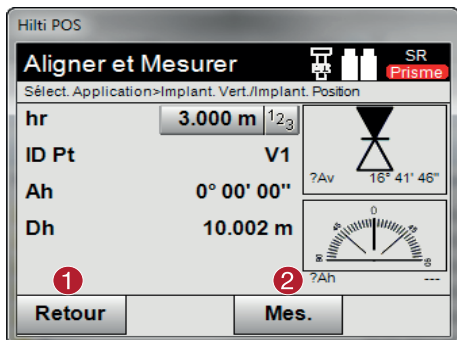 Hilti POS
Aligner et Mesurer
SR
Prisme
Sélect. Application>Implant. Vert./Implant. Position
hr 3.000 m 123
ID Pt V1
Ah 0° 00' 00"
Dh 10.002 m
?Av 16° 41' 46"
0
45 45
90 90
?Ah ---
1 2
Retour Mes.